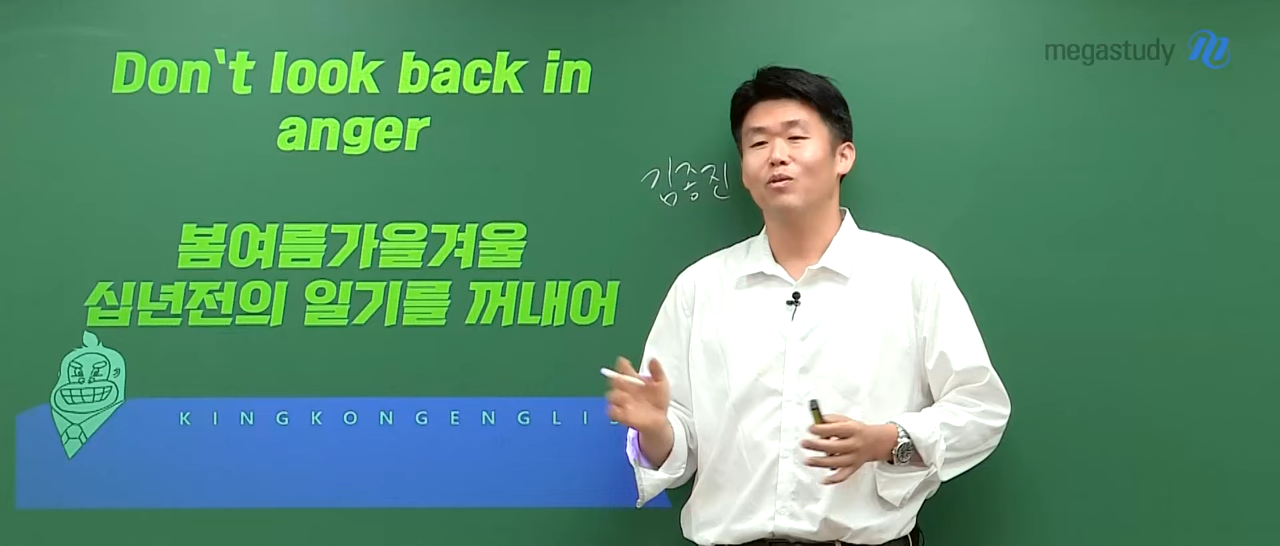 Don't look back in
anger
megastudy
김종진
봄여름가을겨울
십년전의 일기를 꺼내어
KINGKONGENGLIS